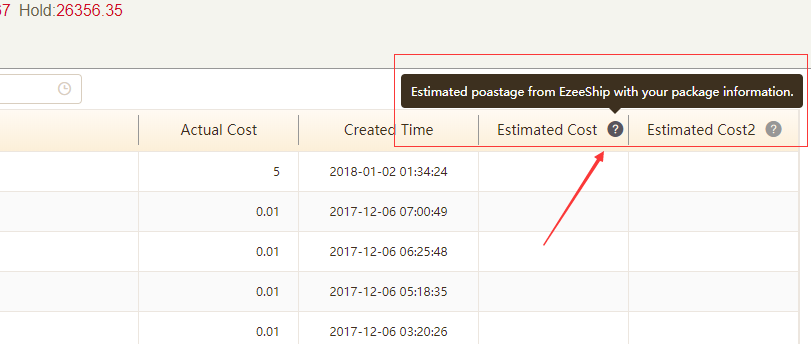 67 Hold:26356.35
Estimated poastage from EzeeShip with your package information.
Actual Cost Created Time Estimated Cost ? Estimated Cost2 ?
5 2018-01-02 01:34:24
0.01 2017-12-06 07:00:49
0.01 2017-12-06 06:25:48
0.01 2017-12-06 05:18:35
0.01 2017-12-06 03:20:26